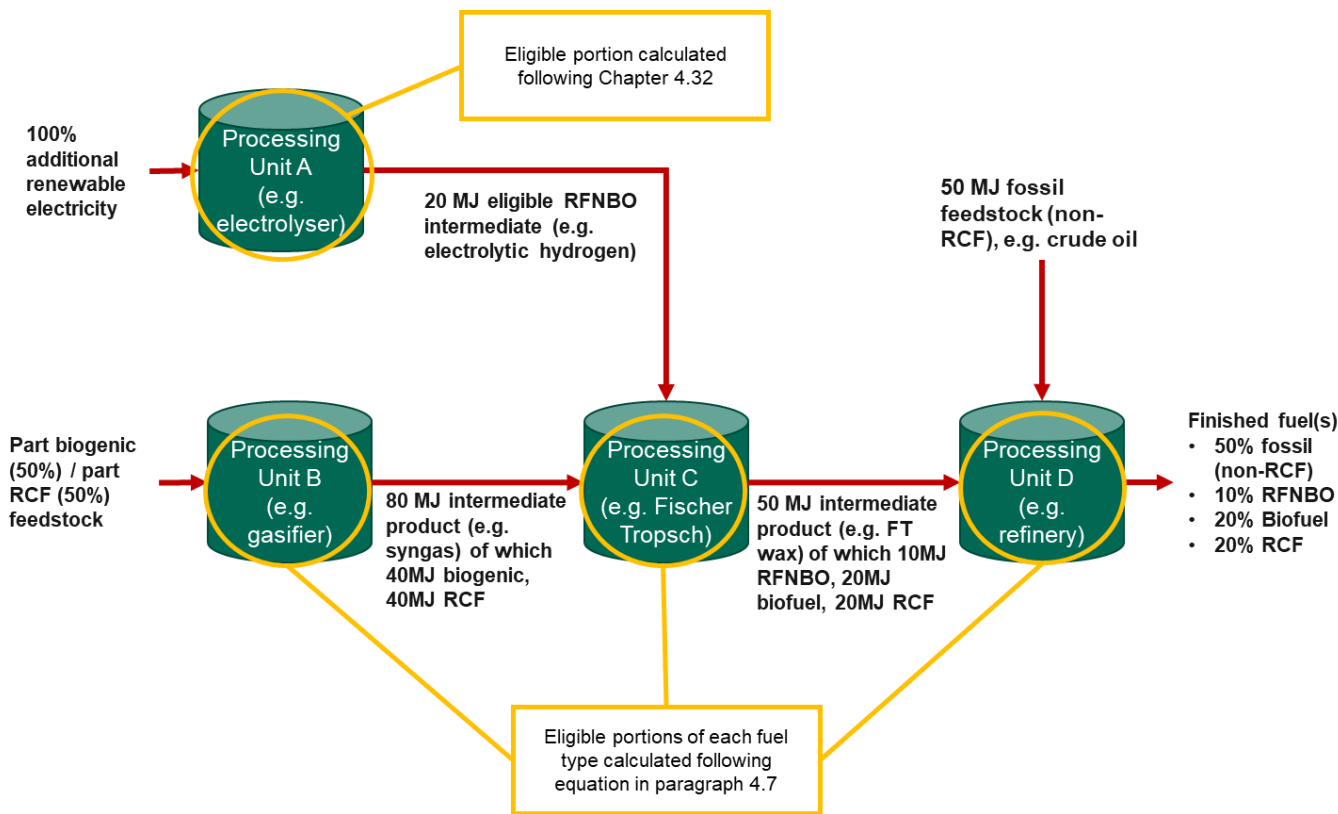 Eligible portion calculated
following Chapter 4.32
100%
additional
renewable
electricity
Processing
Unit A
(e.g.
electrolyser)
20 MJ eligible RFNBO
intermediate (e.g.
electrolytic hydrogen)
50 MJ fossil
feedstock (non-
RCF), e.g. crude oil
Part biogenic
(50%) / part
RCF (50%)
feedstock
Processing
Unit B
(e.g.
gasifier)
80 MJ intermediate
product (e.g.
syngas) of which
40MJ biogenic,
40MJ RCF
Processing
Unit C
(e.g. Fischer
Tropsch)
50 MJ intermediate
product (e.g. FT
wax) of which 10MJ
RFNBO, 20MJ
biofuel, 20MJ RCF
Processing
Unit D
(e.g.
refinery)
Finished fuel(s)
• 50% fossil
(non-RCF)
• 10% RFNBO
• 20% Biofuel
• 20% RCF
Eligible portions of each fuel
type calculated following
equation in paragraph 4.7